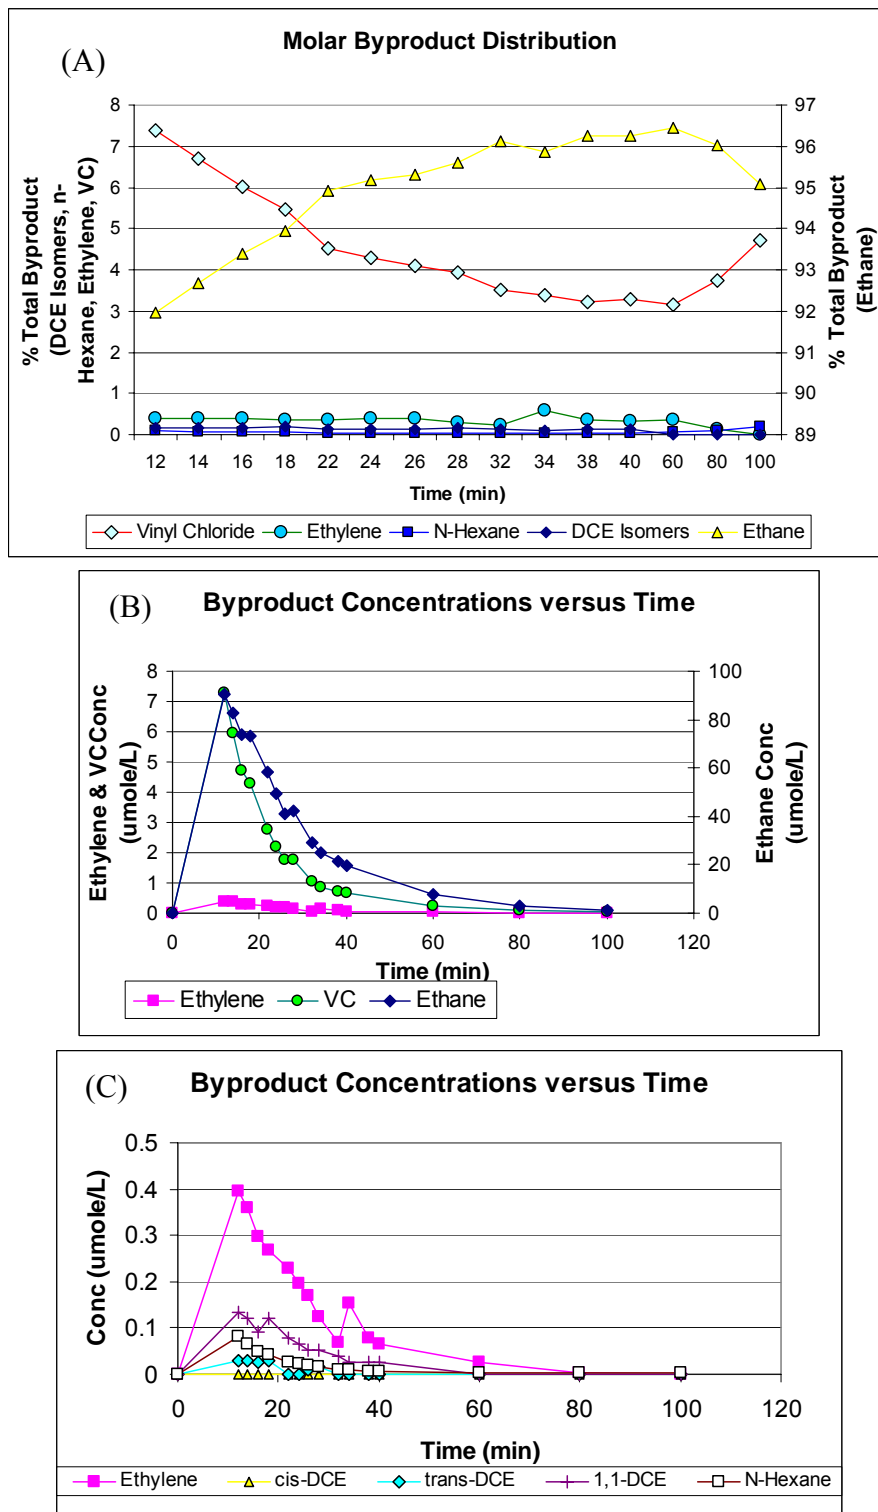 (A)
Molar Byproduct Distribution
% Total Byproduct
(DCE Isomers, n-
Hexane, Ethylene, VC)
8
7
6
5
4
3
2
1
0
97
96
95
94
93
92
91
90
89
% Total Byproduct
(Ethane)
12 14 16 18 22 24 26 28 32 34 38 40 60 80 100
Time (min)
Vinyl Chloride Ethylene N-Hexane DCE Isomers Ethane
(B)
Byproduct Concentrations versus Time
Ethylene & VCConc
(umole/L)
8
7
6
5
4
3
2
1
0
100
80
60
40
20
0
Ethane Conc
(umole/L)
0 20 40 60 80 100 120
Time (min)
Ethylene VC Ethane
(C)
Byproduct Concentrations versus Time
Conc (umole/L)
0.5
0.4
0.3
0.2
0.1
0
0 20 40 60 80 100 120
Time (min)
Ethylene cis-DCE trans-DCE 1,1-DCE N-Hexane